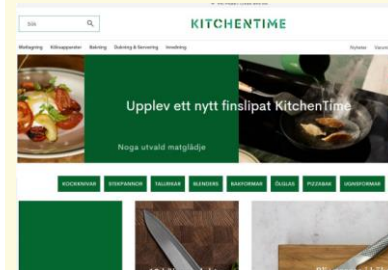 Sök
KITCHENTIME
Matlagning Köksapparater Bakning Dukning & Servering Inredning
Nyheter
Upplev ett nytt finslipat KitchenTime
Noga utvald matglädje
KOCKKNIVAR STEKPANNOR TALLRIKAR BLENDERS BAKFORMAR ÖLGLAS PIZZABAK UGNSFORMAR